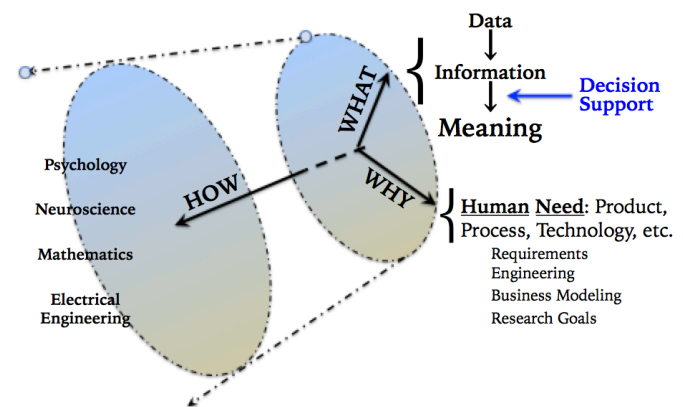 Data
Information
Meaning
Decision
Support
WHAT
WHY
HOW
Psychology
Neuroscience
Mathematics
Electrical
Engineering
Human Need: Product,
Process, Technology, etc.
Requirements
Engineering
Business Modeling
Research Goals